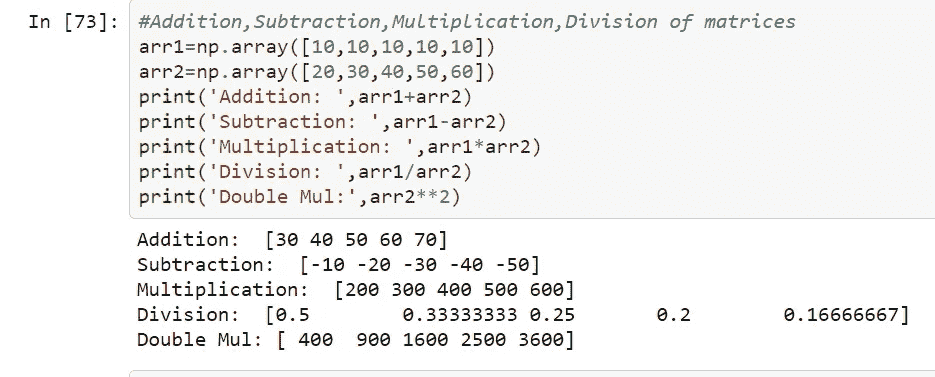 In [73]: #Addition,Subtraction,Multiplication,Division of matrices
arr1=np.array([10,10,10,10,10])
arr2=np.array([20,30,40,50,60])
print('Addition: ',arr1+arr2)
print('Subtraction: ',arr1-arr2)
print('Multiplication: ',arr1*arr2)
print('Division: ',arr1/arr2)
print('Double Mul:',arr2**2)
Addition:  [30 40 50 60 70]
Subtraction:  [-10 -20 -30 -40 -50]
Multiplication:  [200 300 400 500 600]
Division:  [0.5        0.33333333 0.25       0.2        0.16666667]
Double Mul: [ 400  900 1600 2500 3600]